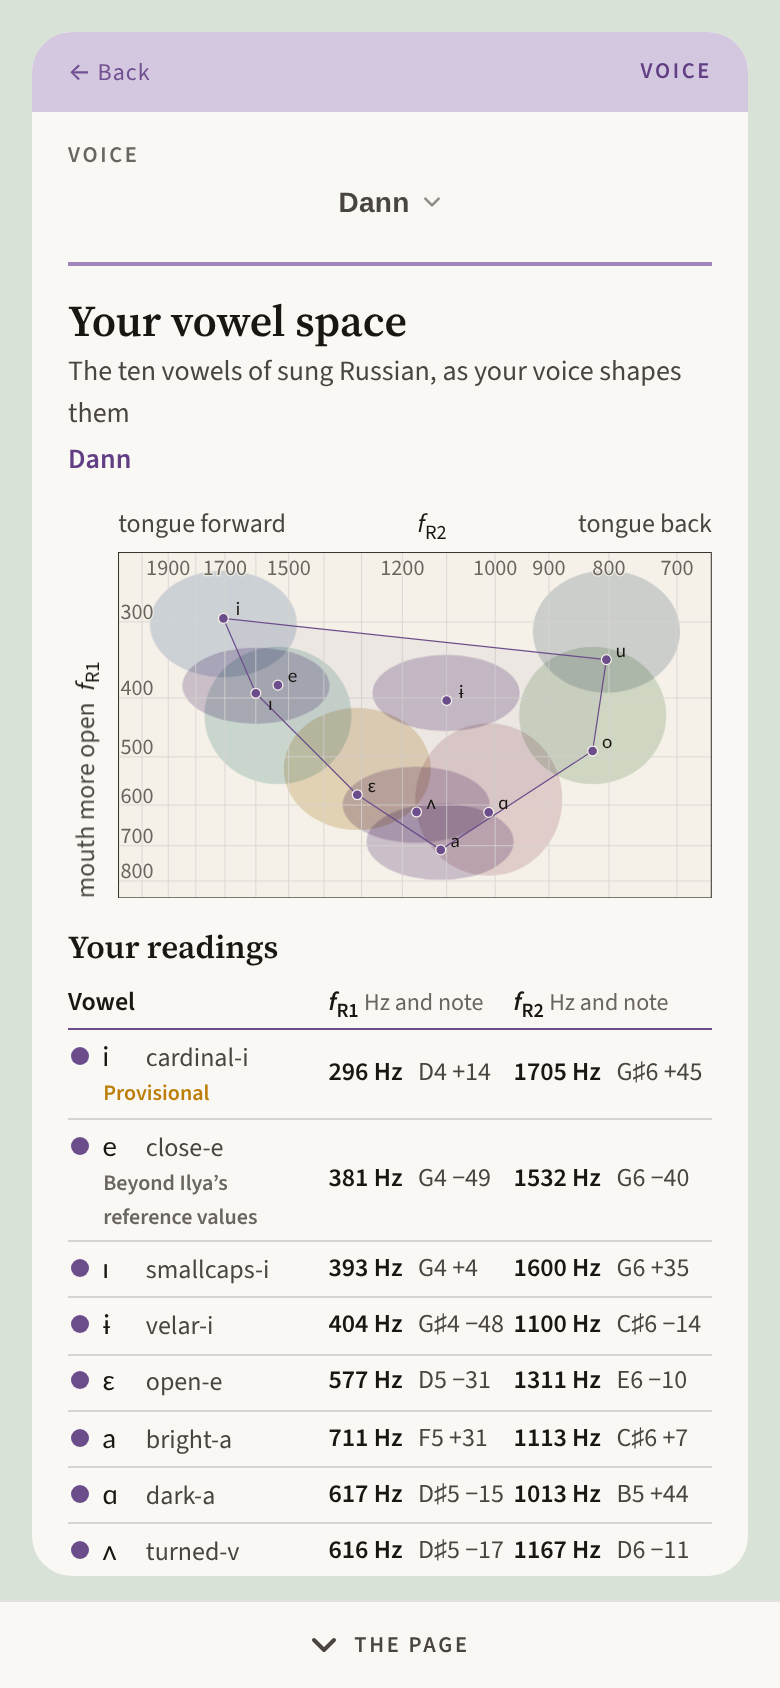 ← Back
VOICE
VOICE
Dann
Your vowel space
The ten vowels of sung Russian, as your voice shapes
them
Dann
tongue forward fR2 tongue back
1900 1700 1500 1200 1000 900 800 700
mouth more open fR1
300
400
500
600
700
800
i
u
e
ɪ
ɨ
o
ɛ
ʌ
ɑ
a
Your readings
Vowel fR1 Hz and note fR2 Hz and note
i cardinal-i 296 Hz D4 +14 1705 Hz G♯6 +45
Provisional
e close-e 381 Hz G4 −49 1532 Hz G6 −40
Beyond Ilya’s
reference values
ɪ smallcaps-i 393 Hz G4 +4 1600 Hz G6 +35
ɨ velar-i 404 Hz G♯4 −48 1100 Hz C♯6 −14
ɛ open-e 577 Hz D5 −31 1311 Hz E6 −10
a bright-a 711 Hz F5 +31 1113 Hz C♯6 +7
ɑ dark-a 617 Hz D♯5 −15 1013 Hz B5 +44
ʌ turned-v 616 Hz D♯5 −17 1167 Hz D6 −11
THE PAGE